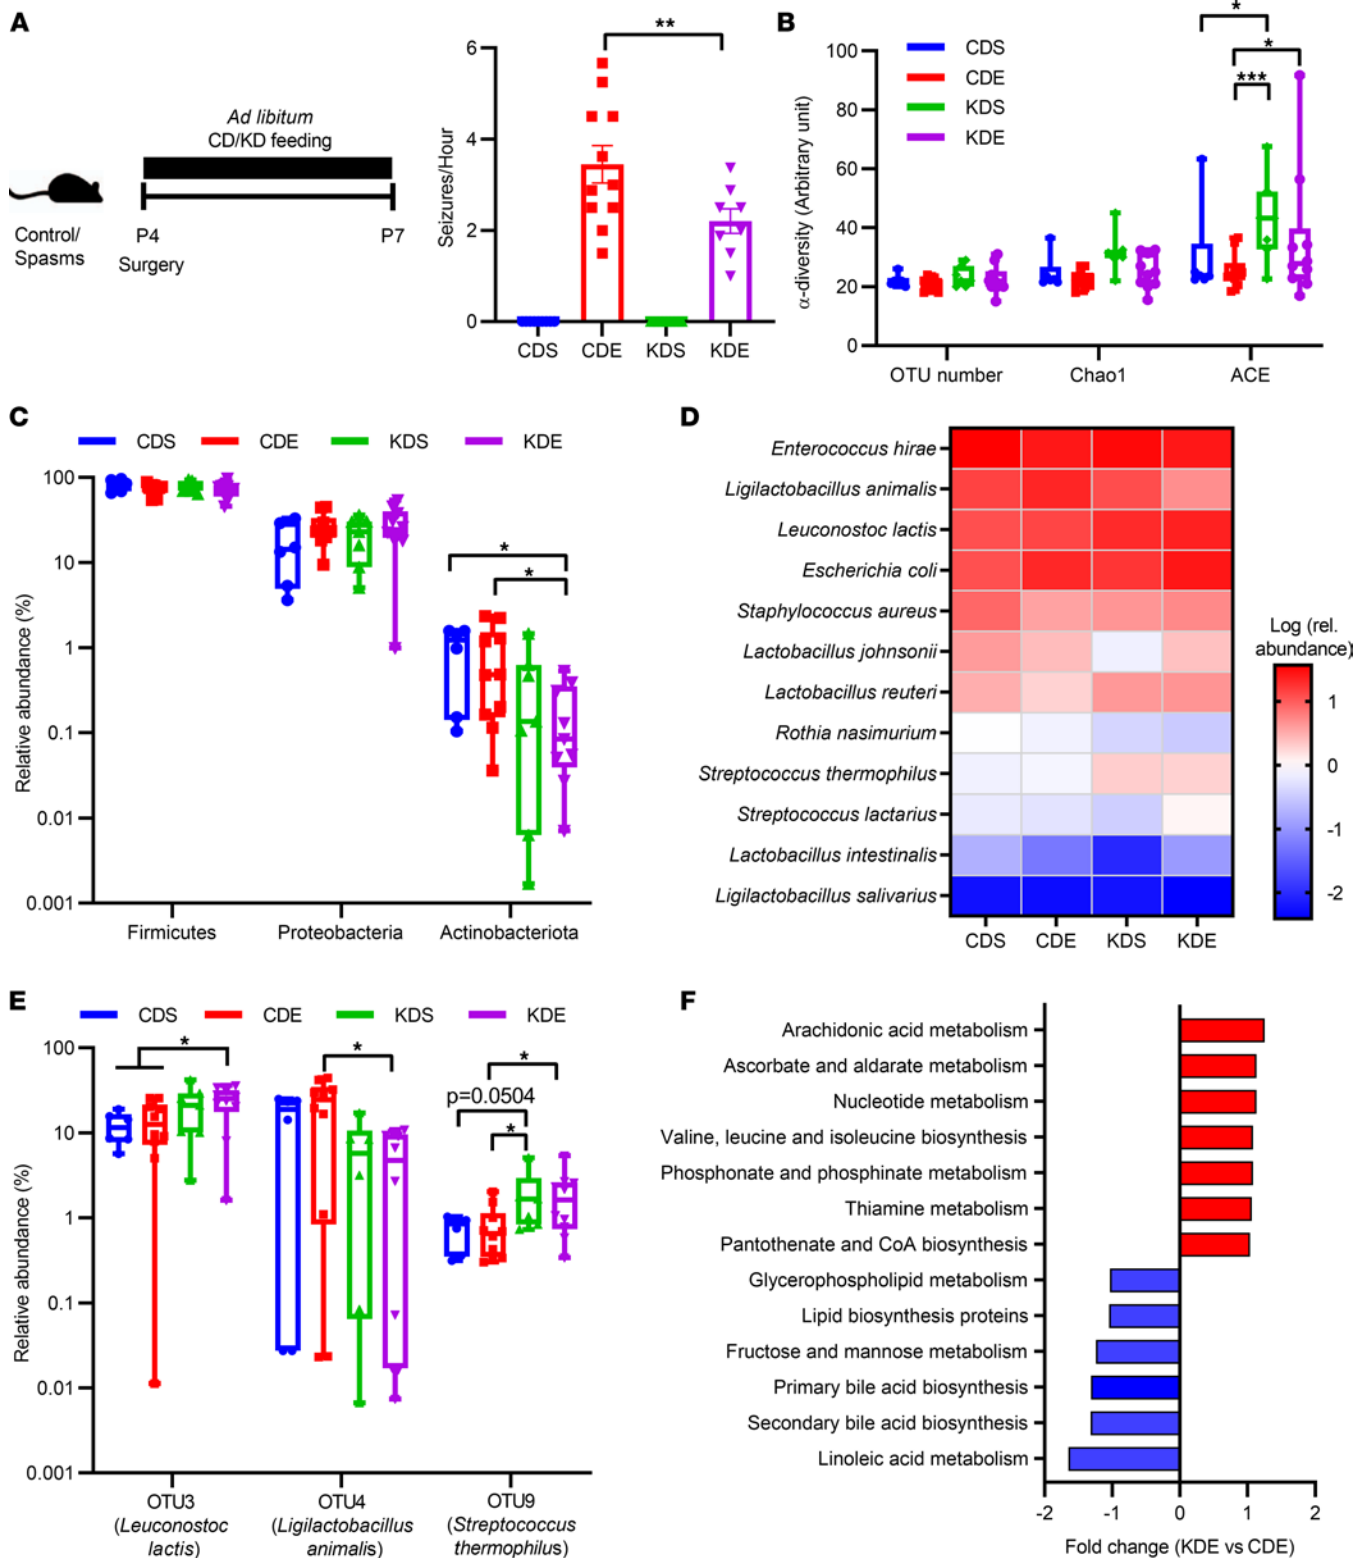 A
Ad libitum
CD/KD feeding
Control/
Spasms
P4
Surgery
P7
Seizures/Hour
6
4
2
0
**
CDS
CDE
KDS
KDE
B
α-diversity (Arbitrary unit)
100
80
60
40
20
0
CDS
CDE
KDS
KDE
*
*
***
OTU number
Chao1
ACE
C
CDS
CDE
KDS
KDE
Relative abundance (%)
100
10
1
0.1
0.01
0.001
*
*
Firmicutes
Proteobacteria
Actinobacteriota
D
Enterococcus hirae
Ligilactobacillus animalis
Leuconostoc lactis
Escherichia coli
Staphylococcus aureus
Lactobacillus johnsonii
Lactobacillus reuteri
Rothia nasimurium
Streptococcus thermophilus
Streptococcus lactarius
Lactobacillus intestinalis
Ligilactobacillus salivarius
CDS
CDE
KDS
KDE
Log (rel.
abundance)
1
0
-1
-2
E
CDS
CDE
KDS
KDE
Relative abundance (%)
100
10
1
0.1
0.01
0.001
*
*
*
p=0.0504
*
OTU3
(Leuconostoc
lactis)
OTU4
(Ligilactobacillus
animalis)
OTU9
(Streptococcus
thermophilus)
F
Arachidonic acid metabolism
Ascorbate and aldarate metabolism
Nucleotide metabolism
Valine, leucine and isoleucine biosynthesis
Phosphonate and phosphinate metabolism
Thiamine metabolism
Pantothenate and CoA biosynthesis
Glycerophospholipid metabolism
Lipid biosynthesis proteins
Fructose and mannose metabolism
Primary bile acid biosynthesis
Secondary bile acid biosynthesis
Linoleic acid metabolism
-2
-1
0
1
2
Fold change (KDE vs CDE)